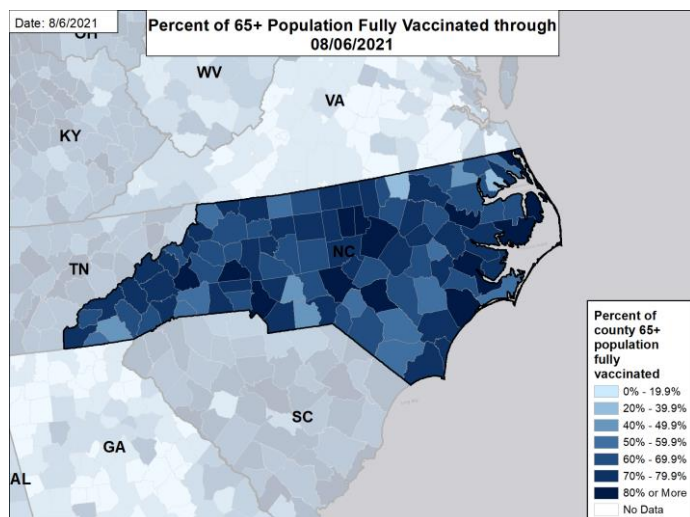 Date: 8/6/2021
Percent of 65+ Population Fully Vaccinated through
08/06/2021
OH
WV
VA
KY
TN
NC
SC
GA
AL
Percent of
county 65+
population
fully
vaccinated
0% - 19.9%
20% - 39.9%
40% - 49.9%
50% - 59.9%
60% - 69.9%
70% - 79.9%
80% or More
No Data